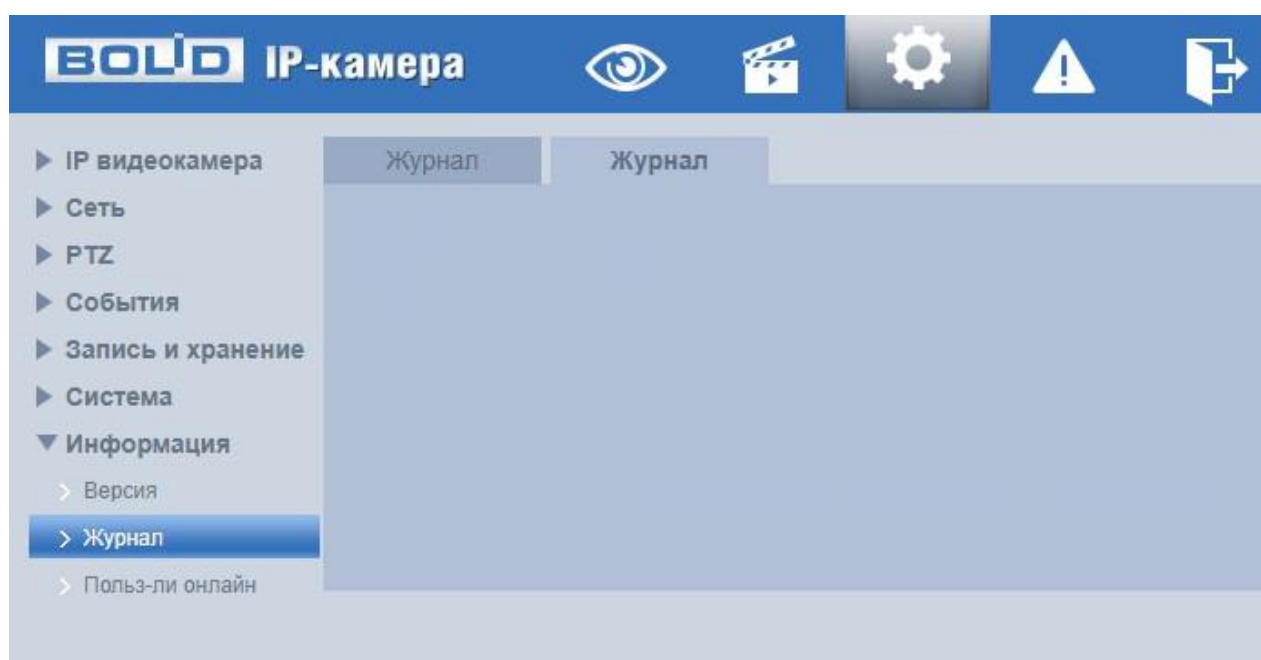 BOLID IP-камера
Журнал Журнал
IP видеокамера
Сеть
PTZ
События
Запись и хранение
Система
Информация
Версия
Журнал
Польз-ли онлайн